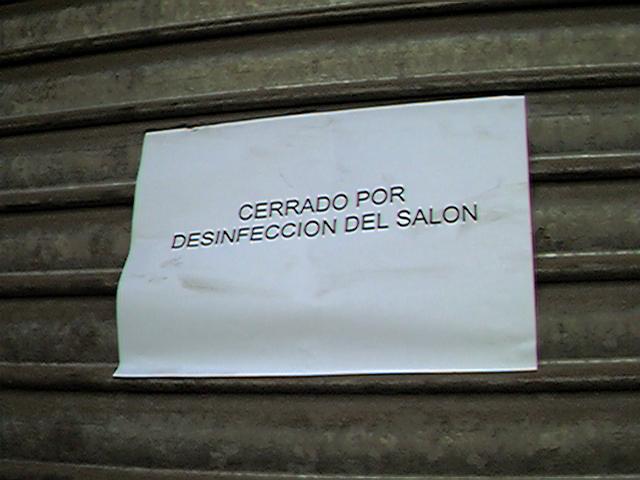 CERRADO POR
DESINFECCION DEL SALON